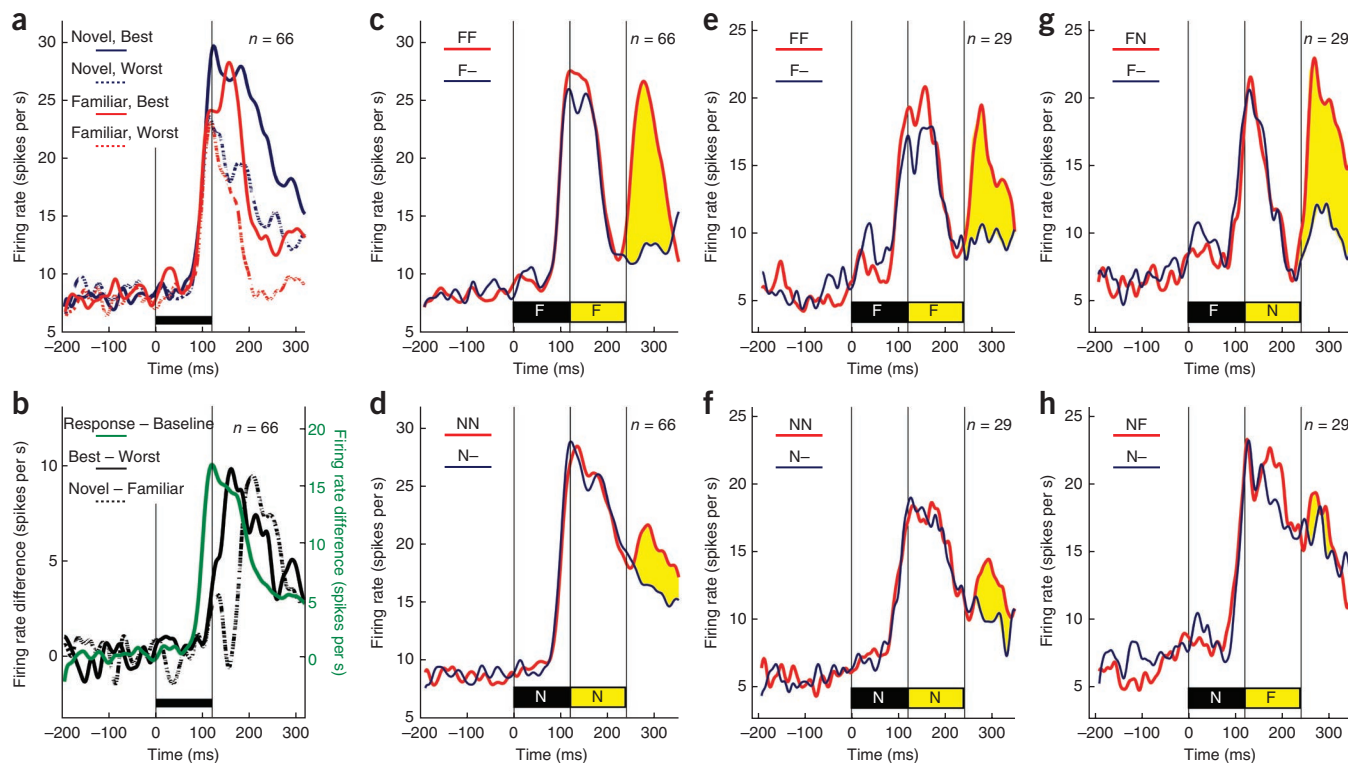 a
Novel, Best
Novel, Worst
Familiar, Best
Familiar, Worst
n = 66
Firing rate (spikes per s)
30
25
20
15
10
5
–200 –100 0 100 200 300
Time (ms)
b
Response – Baseline
Best – Worst
Novel – Familiar
n = 66
Firing rate difference (spikes per s)
10
5
0
Firing rate difference (spikes per s)
20
15
10
5
0
–200 –100 0 100 200 300
Time (ms)
c
FF
F–
n = 66
Firing rate (spikes per s)
30
25
20
15
10
5
F F
–200 –100 0 100 200 300
Time (ms)
d
NN
N–
n = 66
Firing rate (spikes per s)
30
25
20
15
10
5
N N
–200 –100 0 100 200 300
Time (ms)
e
FF
F–
n = 29
Firing rate (spikes per s)
25
20
15
10
5
F F
–200 –100 0 100 200 300
Time (ms)
f
NN
N–
n = 29
Firing rate (spikes per s)
25
20
15
10
5
N N
–200 –100 0 100 200 300
Time (ms)
g
FN
F–
n = 29
Firing rate (spikes per s)
25
20
15
10
5
F N
–200 –100 0 100 200 300
Time (ms)
h
NF
N–
n = 29
Firing rate (spikes per s)
25
20
15
10
5
N F
–200 –100 0 100 200 300
Time (ms)